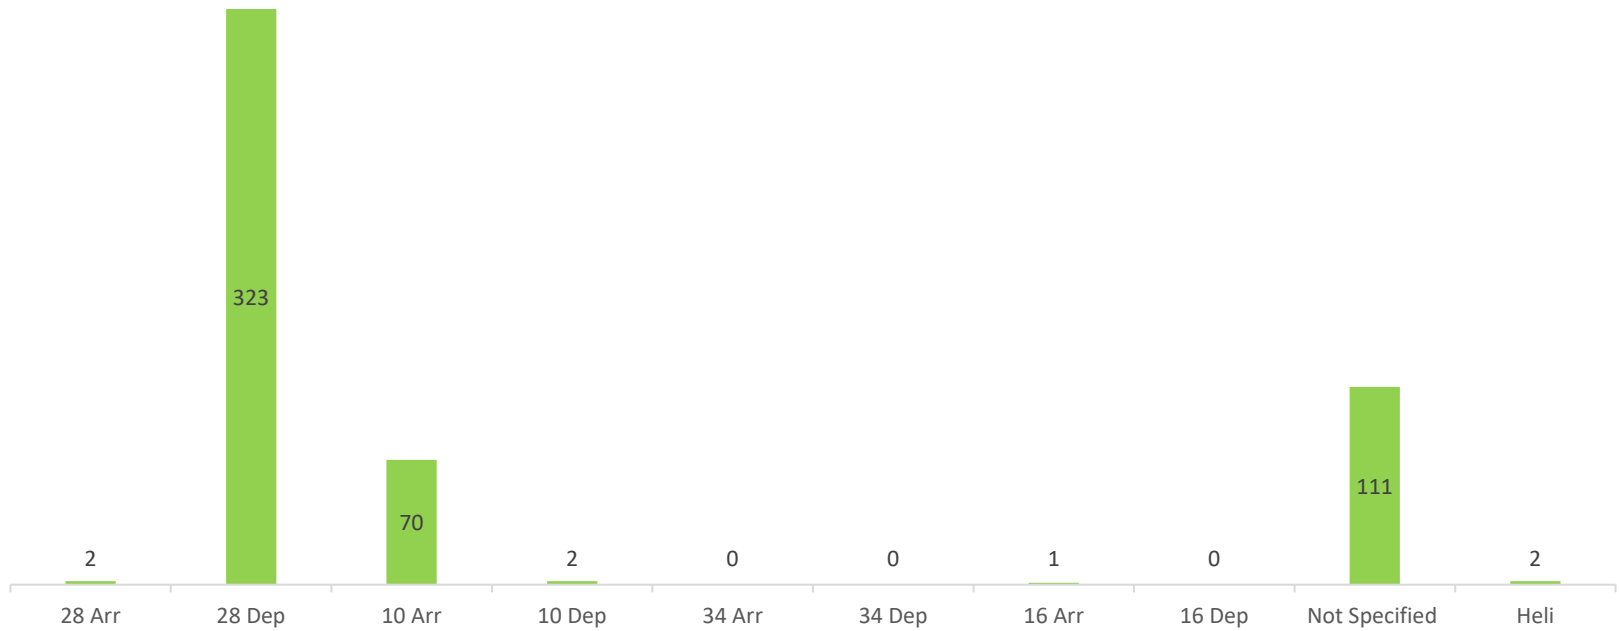 323
111
70
2
2
0
0
1
0
2
28 Arr
28 Dep
10 Arr
10 Dep
34 Arr
34 Dep
16 Arr
16 Dep
Not Specified
Heli